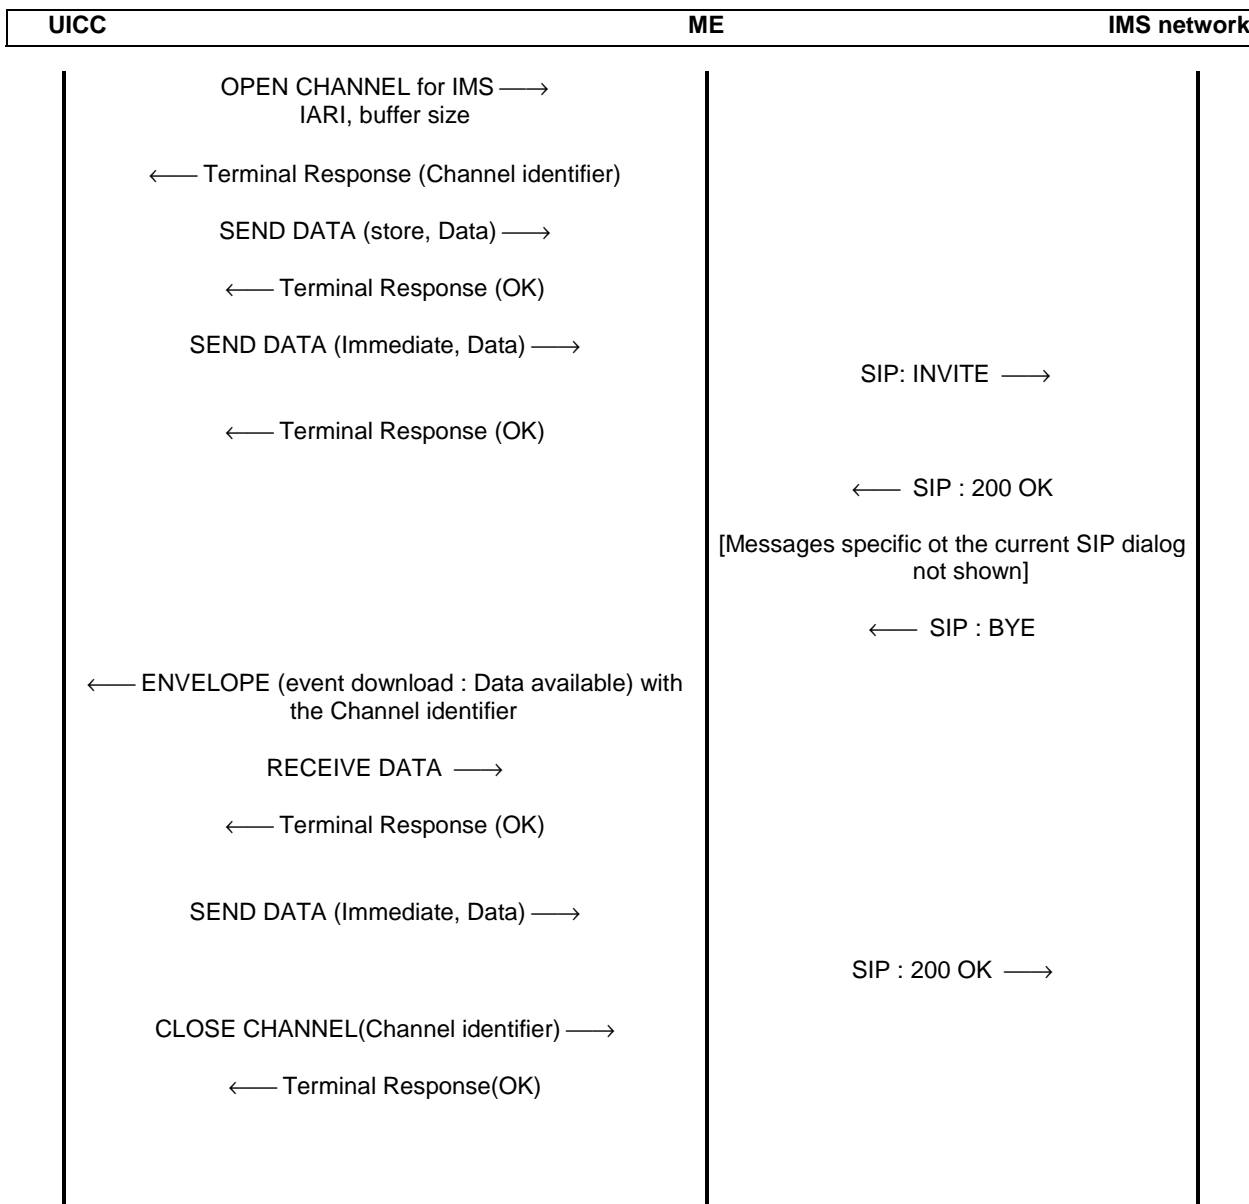 UICC ME IMS network
OPEN CHANNEL for IMS ⟶
IARI, buffer size
⟵ Terminal Response (Channel identifier)
SEND DATA (store, Data) ⟶
⟵ Terminal Response (OK)
SEND DATA (Immediate, Data) ⟶
SIP: INVITE ⟶
⟵ Terminal Response (OK)
⟵ SIP : 200 OK
[Messages specific ot the current SIP dialog
not shown]
⟵ SIP : BYE
⟵ ENVELOPE (event download : Data available) with
the Channel identifier
RECEIVE DATA ⟶
⟵ Terminal Response (OK)
SEND DATA (Immediate, Data) ⟶
SIP : 200 OK ⟶
CLOSE CHANNEL(Channel identifier) ⟶
⟵ Terminal Response(OK)